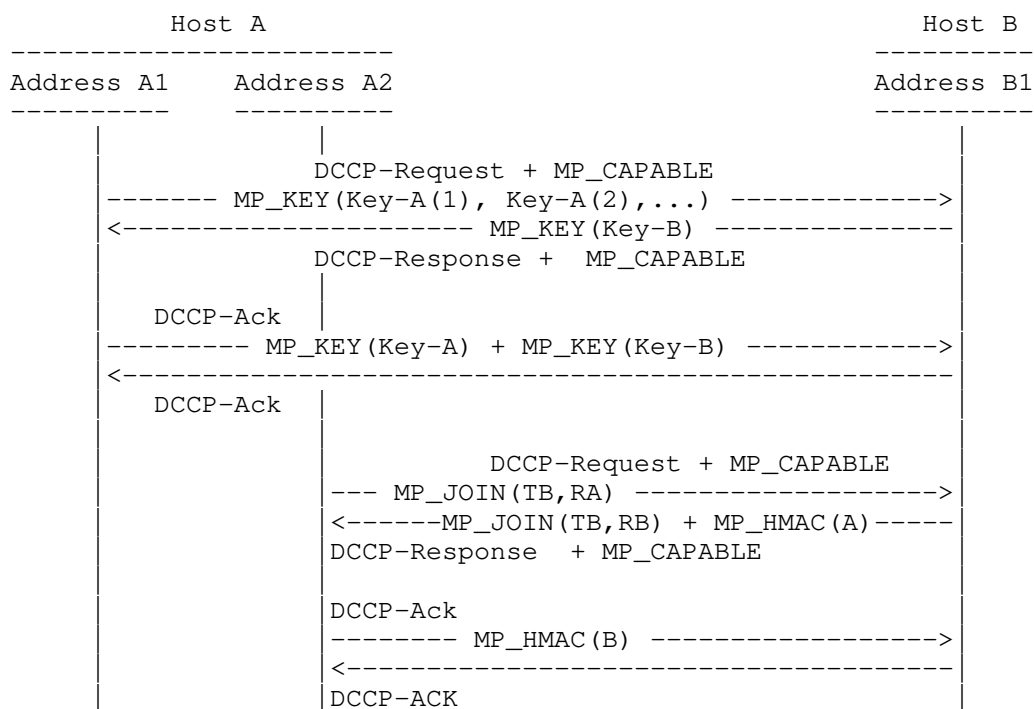 Host A Host B
Address A1 Address A2 Address B1
DCCP-Request + MP_CAPABLE
------- MP_KEY(Key-A(1), Key-A(2),...) ------------->
<---------------------- MP_KEY(Key-B) ---------------
DCCP-Response + MP_CAPABLE
DCCP-Ack
--------- MP_KEY(Key-A) + MP_KEY(Key-B) ------------>
<----------------------------------------------------
DCCP-Ack
DCCP-Request + MP_CAPABLE
--- MP_JOIN(TB,RA) ------------------->
<------MP_JOIN(TB,RB) + MP_HMAC(A)-----
DCCP-Response + MP_CAPABLE
DCCP-Ack
-------- MP_HMAC(B) ------------------>
<--------------------------------------
DCCP-ACK